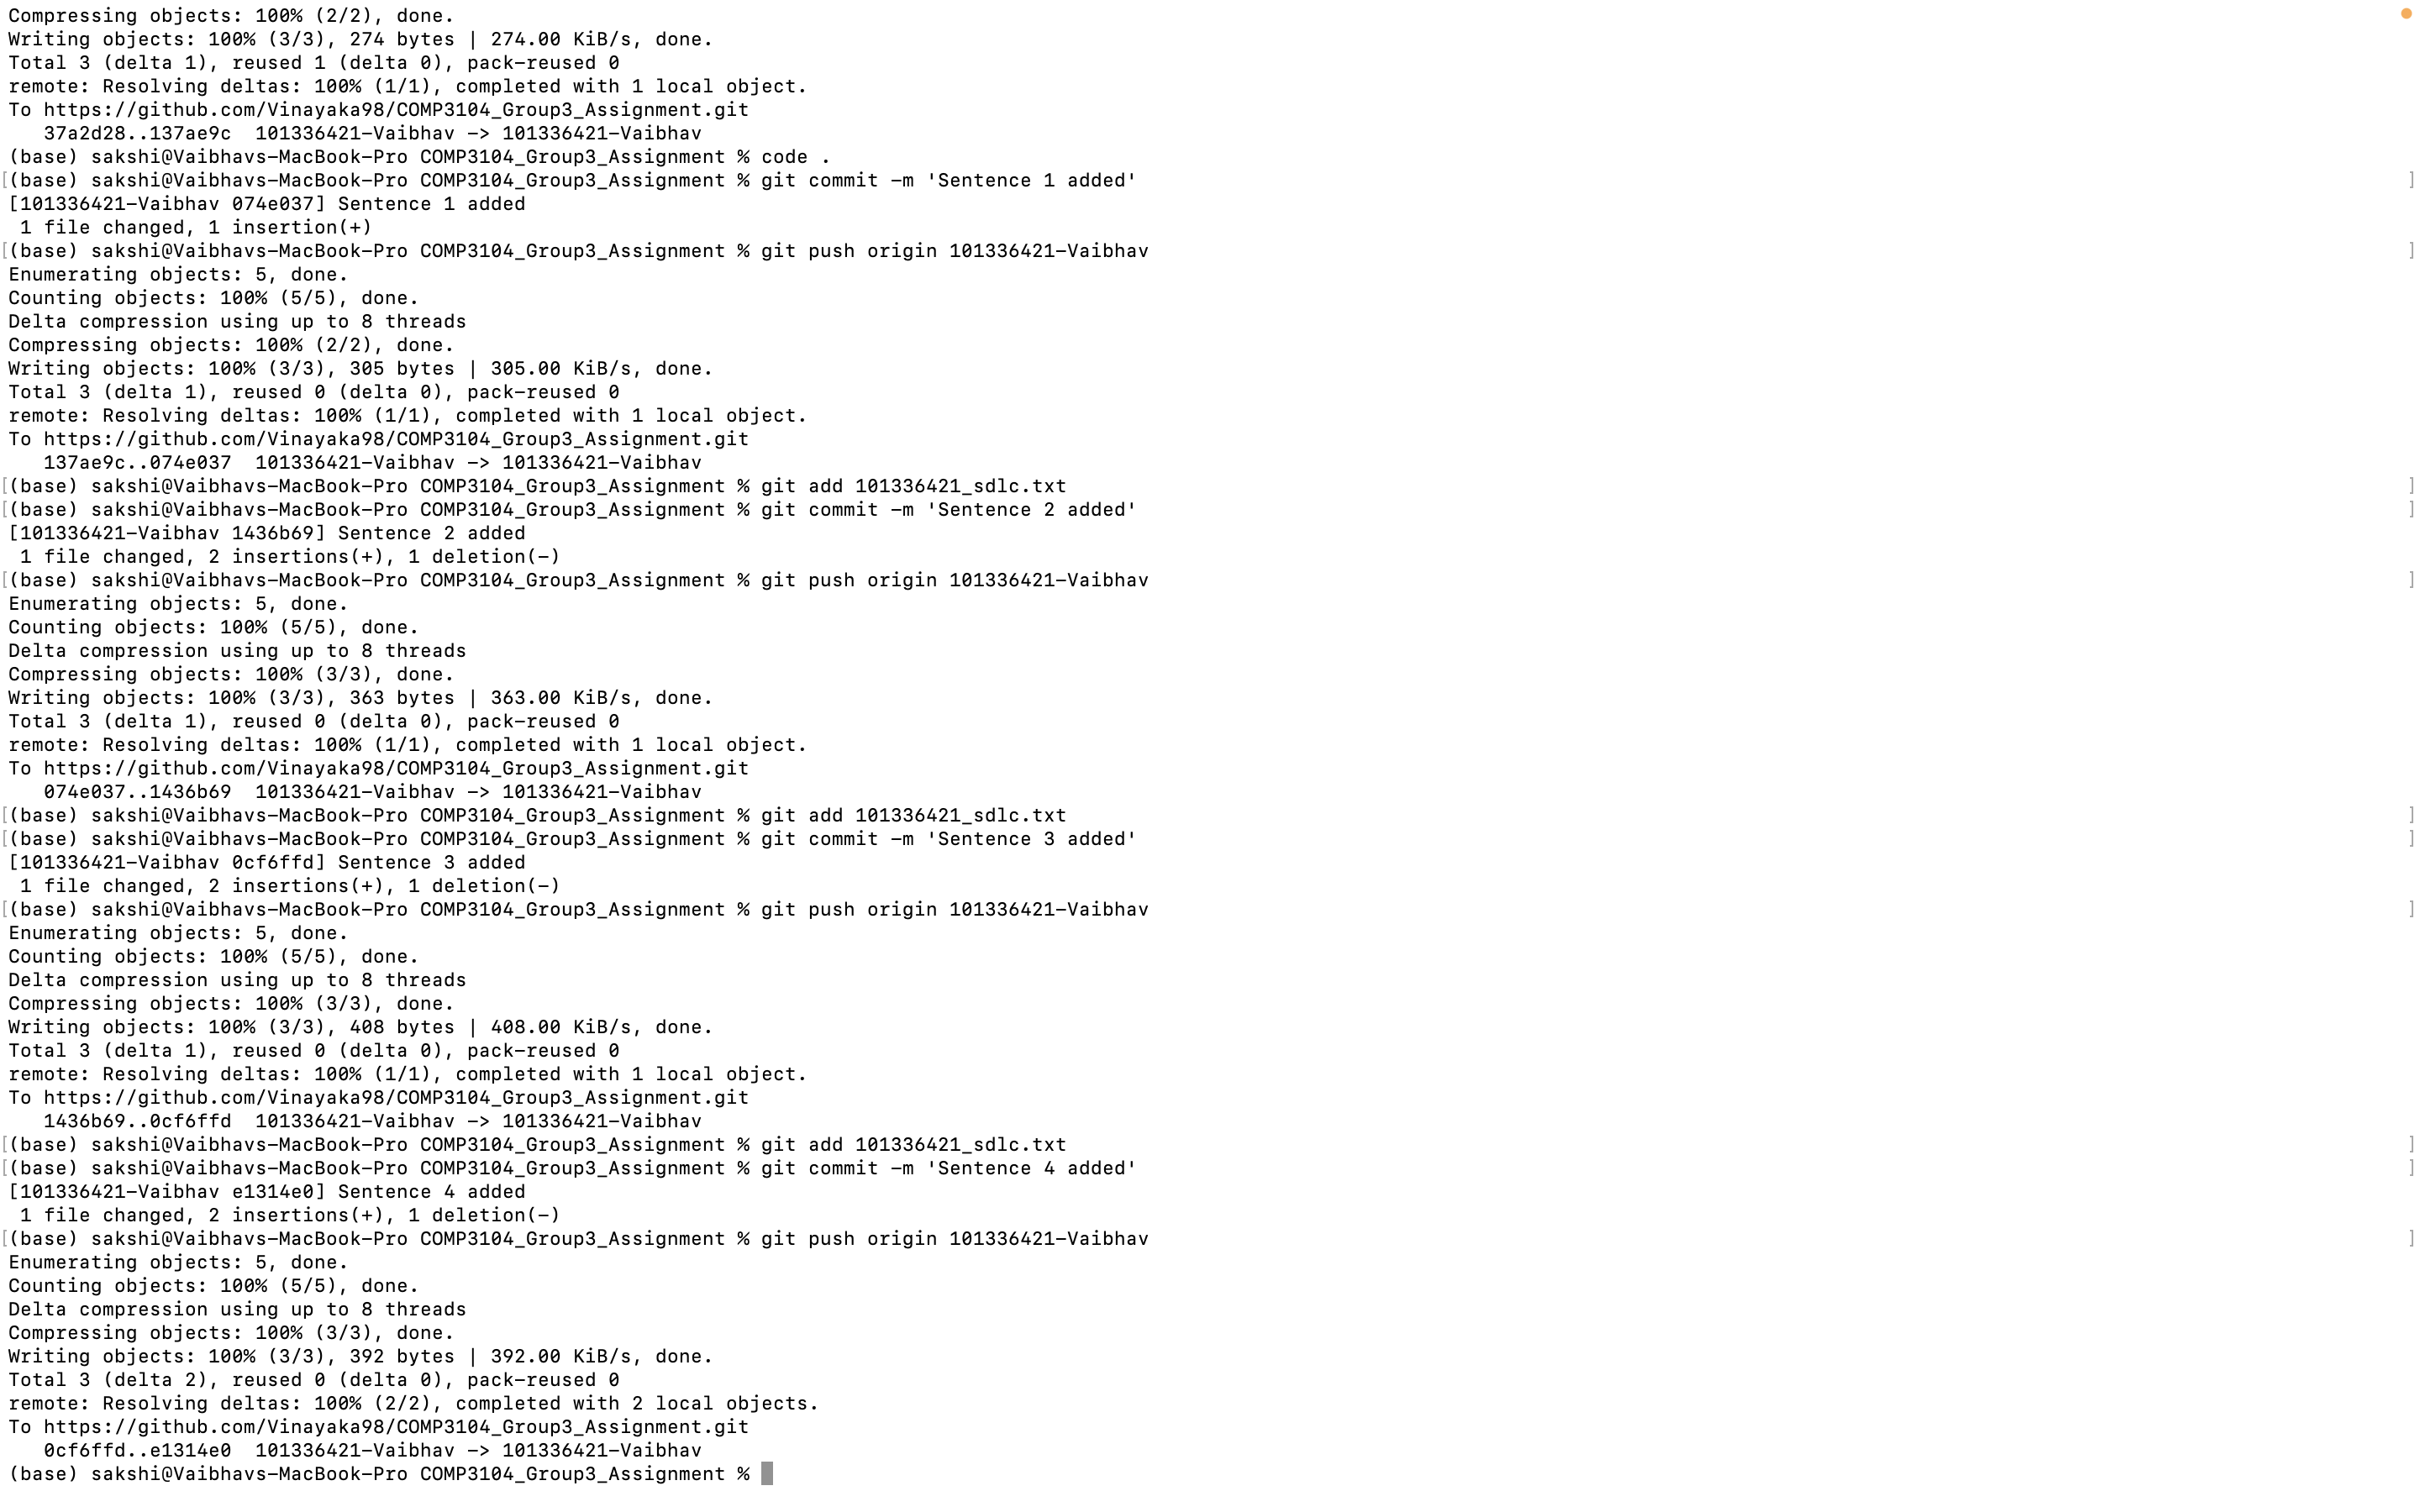 Compressing objects: 100% (2/2), done.
Writing objects: 100% (3/3), 274 bytes | 274.00 KiB/s, done.
Total 3 (delta 1), reused 1 (delta 0), pack-reused 0
remote: Resolving deltas: 100% (1/1), completed with 1 local object.
To https://github.com/Vinayaka98/COMP3104_Group3_Assignment.git
   37a2d28..137ae9c  101336421-Vaibhav -> 101336421-Vaibhav
(base) sakshi@Vaibhavs-MacBook-Pro COMP3104_Group3_Assignment % code .
[(base) sakshi@Vaibhavs-MacBook-Pro COMP3104_Group3_Assignment % git commit -m 'Sentence 1 added' ]
[101336421-Vaibhav 074e037] Sentence 1 added
 1 file changed, 1 insertion(+)
[(base) sakshi@Vaibhavs-MacBook-Pro COMP3104_Group3_Assignment % git push origin 101336421-Vaibhav ]
Enumerating objects: 5, done.
Counting objects: 100% (5/5), done.
Delta compression using up to 8 threads
Compressing objects: 100% (2/2), done.
Writing objects: 100% (3/3), 305 bytes | 305.00 KiB/s, done.
Total 3 (delta 1), reused 0 (delta 0), pack-reused 0
remote: Resolving deltas: 100% (1/1), completed with 1 local object.
To https://github.com/Vinayaka98/COMP3104_Group3_Assignment.git
   137ae9c..074e037  101336421-Vaibhav -> 101336421-Vaibhav
[(base) sakshi@Vaibhavs-MacBook-Pro COMP3104_Group3_Assignment % git add 101336421_sdlc.txt ]
[(base) sakshi@Vaibhavs-MacBook-Pro COMP3104_Group3_Assignment % git commit -m 'Sentence 2 added' ]
[101336421-Vaibhav 1436b69] Sentence 2 added
 1 file changed, 2 insertions(+), 1 deletion(-)
[(base) sakshi@Vaibhavs-MacBook-Pro COMP3104_Group3_Assignment % git push origin 101336421-Vaibhav ]
Enumerating objects: 5, done.
Counting objects: 100% (5/5), done.
Delta compression using up to 8 threads
Compressing objects: 100% (3/3), done.
Writing objects: 100% (3/3), 363 bytes | 363.00 KiB/s, done.
Total 3 (delta 1), reused 0 (delta 0), pack-reused 0
remote: Resolving deltas: 100% (1/1), completed with 1 local object.
To https://github.com/Vinayaka98/COMP3104_Group3_Assignment.git
   074e037..1436b69  101336421-Vaibhav -> 101336421-Vaibhav
[(base) sakshi@Vaibhavs-MacBook-Pro COMP3104_Group3_Assignment % git add 101336421_sdlc.txt ]
[(base) sakshi@Vaibhavs-MacBook-Pro COMP3104_Group3_Assignment % git commit -m 'Sentence 3 added' ]
[101336421-Vaibhav 0cf6ffd] Sentence 3 added
 1 file changed, 2 insertions(+), 1 deletion(-)
[(base) sakshi@Vaibhavs-MacBook-Pro COMP3104_Group3_Assignment % git push origin 101336421-Vaibhav ]
Enumerating objects: 5, done.
Counting objects: 100% (5/5), done.
Delta compression using up to 8 threads
Compressing objects: 100% (3/3), done.
Writing objects: 100% (3/3), 408 bytes | 408.00 KiB/s, done.
Total 3 (delta 1), reused 0 (delta 0), pack-reused 0
remote: Resolving deltas: 100% (1/1), completed with 1 local object.
To https://github.com/Vinayaka98/COMP3104_Group3_Assignment.git
   1436b69..0cf6ffd  101336421-Vaibhav -> 101336421-Vaibhav
[(base) sakshi@Vaibhavs-MacBook-Pro COMP3104_Group3_Assignment % git add 101336421_sdlc.txt ]
[(base) sakshi@Vaibhavs-MacBook-Pro COMP3104_Group3_Assignment % git commit -m 'Sentence 4 added' ]
[101336421-Vaibhav e1314e0] Sentence 4 added
 1 file changed, 2 insertions(+), 1 deletion(-)
[(base) sakshi@Vaibhavs-MacBook-Pro COMP3104_Group3_Assignment % git push origin 101336421-Vaibhav ]
Enumerating objects: 5, done.
Counting objects: 100% (5/5), done.
Delta compression using up to 8 threads
Compressing objects: 100% (3/3), done.
Writing objects: 100% (3/3), 392 bytes | 392.00 KiB/s, done.
Total 3 (delta 2), reused 0 (delta 0), pack-reused 0
remote: Resolving deltas: 100% (2/2), completed with 2 local objects.
To https://github.com/Vinayaka98/COMP3104_Group3_Assignment.git
   0cf6ffd..e1314e0  101336421-Vaibhav -> 101336421-Vaibhav
(base) sakshi@Vaibhavs-MacBook-Pro COMP3104_Group3_Assignment %